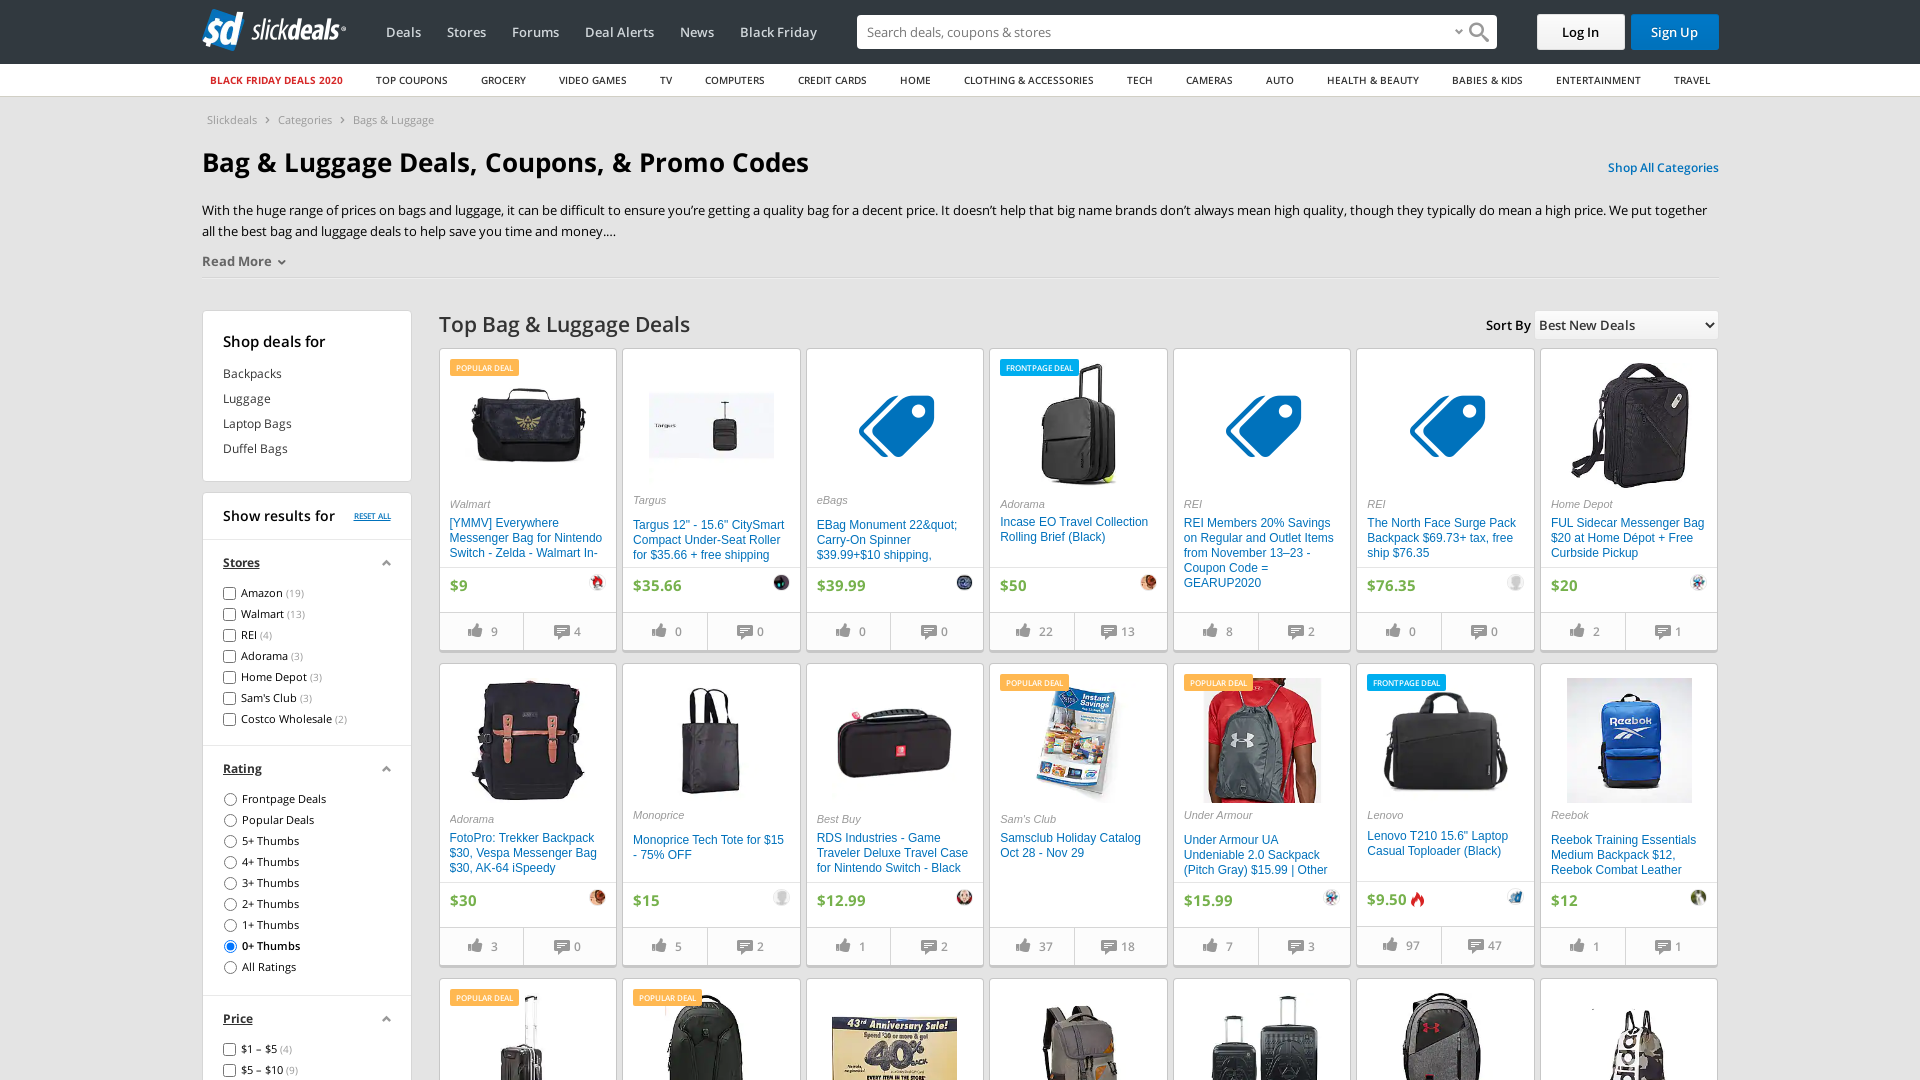 slickdeals
Deals
Stores
Forums
Deal Alerts
News
Black Friday
Search deals, coupons & stores
Log In
Sign Up
BLACK FRIDAY DEALS 2020
TOP COUPONS
GROCERY
VIDEO GAMES
TV
COMPUTERS
CREDIT CARDS
HOME
CLOTHING & ACCESSORIES
TECH
CAMERAS
AUTO
HEALTH & BEAUTY
BABIES & KIDS
ENTERTAINMENT
TRAVEL
Slickdeals > Categories > Bags & Luggage
Bag & Luggage Deals, Coupons, & Promo Codes
Shop All Categories
With the huge range of prices on bags and luggage, it can be difficult to ensure you’re getting a quality bag for a decent price. It doesn’t help that big name brands don’t always mean high quality, though they typically do mean a high price. We put together
all the best bag and luggage deals to help save you time and money....
Read More
Shop deals for
Backpacks
Luggage
Laptop Bags
Duffel Bags
Show results for
RESET ALL
Stores
Amazon (19)
Walmart (13)
REI (4)
Adorama (3)
Home Depot (3)
Sam's Club (3)
Costco Wholesale (2)
Rating
Frontpage Deals
Popular Deals
5+ Thumbs
4+ Thumbs
3+ Thumbs
2+ Thumbs
1+ Thumbs
0+ Thumbs
All Ratings
Price
$1 – $5 (4)
$5 – $10 (9)
Top Bag & Luggage Deals
Sort By
Best New Deals
POPULAR DEAL
Walmart
[YMMV] Everywhere
Messenger Bag for Nintendo
Switch - Zelda - Walmart In-
$9
9
4
Targus
Targus
Targus 12" - 15.6" CitySmart
Compact Under-Seat Roller
for $35.66 + free shipping
$35.66
0
0
eBags
EBag Monument 22&quot;
Carry-On Spinner
$39.99+$10 shipping,
$39.99
0
0
FRONTPAGE DEAL
Adorama
Incase EO Travel Collection
Rolling Brief (Black)
$50
22
13
REI
REI Members 20% Savings
on Regular and Outlet Items
from November 13–23 -
Coupon Code =
GEARUP2020
8
2
REI
The North Face Surge Pack
Backpack $69.73+ tax, free
ship $76.35
$76.35
0
0
Home Depot
FUL Sidecar Messenger Bag
$20 at Home Dépot + Free
Curbside Pickup
$20
2
1
Adorama
FotoPro: Trekker Backpack
$30, Vespa Messenger Bag
$30, AK-64 iSpeedy
$30
3
0
Monoprice
Monoprice Tech Tote for $15
- 75% OFF
$15
5
2
Best Buy
RDS Industries - Game
Traveler Deluxe Travel Case
for Nintendo Switch - Black
$12.99
1
2
POPULAR DEAL
Instant
Savings
Sam's Club
Samsclub Holiday Catalog
Oct 28 - Nov 29
37
18
POPULAR DEAL
Under Armour
Under Armour UA
Undeniable 2.0 Sackpack
(Pitch Gray) $15.99 | Other
$15.99
7
3
FRONTPAGE DEAL
Lenovo
Lenovo T210 15.6" Laptop
Casual Toploader (Black)
$9.50
97
47
Reebok
Reebok
Reebok Training Essentials
Medium Backpack $12,
Reebok Combat Leather
$12
1
1
POPULAR DEAL
POPULAR DEAL
43rd Anniversary Sale!
Spend $30 or more & get
40%
BACK
EVERY ITEM IN THE STORE
adidas